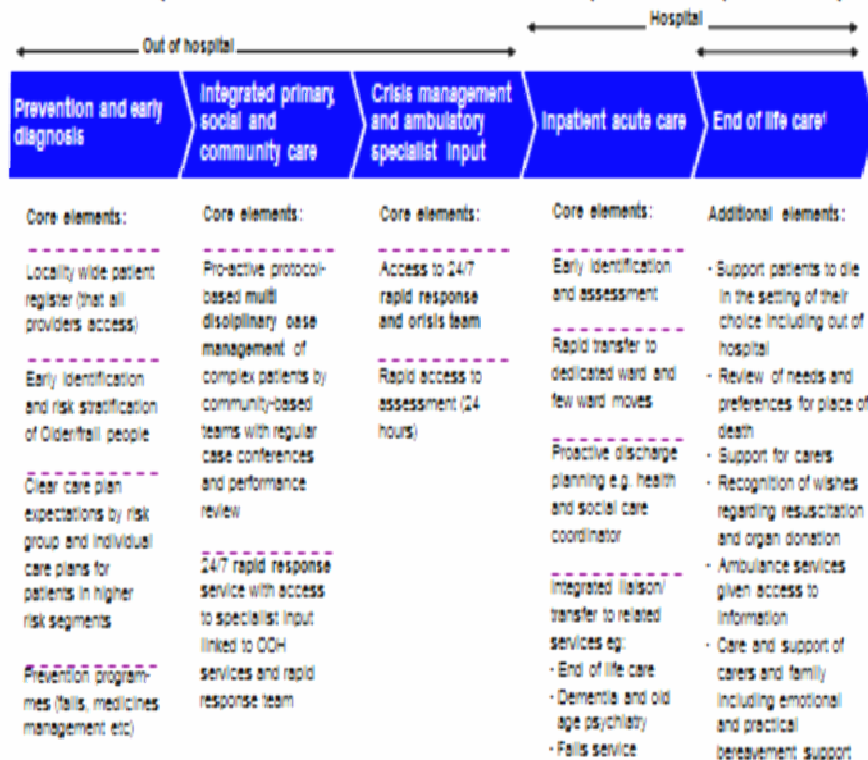 Hospital
Out of hospital
Prevention and early
diagnosis
Integrated primary,
social and
community care
Crisis management
and ambulatory
specialist input
Inpatient acute care
End of life care¹
Core elements:
Locality wide patient
register (that all
providers access)
Early identification
and risk stratification
of Older/frail people
Clear care plan
expectations by risk
group and individual
care plans for
patients in higher
risk segments
Prevention program-
mes (falls, medicines
management etc)
Core elements:
Pro-active protocol-
based multi
disciplinary case
management of
complex patients by
community-based
teams with regular
case conferences
and performance
review
24/7 rapid response
service with access
to specialist input
linked to OOH
services and rapid
response team
Core elements:
Access to 24/7
rapid response
and crisis team
Rapid access to
assessment (24
hours)
Core elements:
Early identification
and assessment
Rapid transfer to
dedicated ward and
few ward moves
Proactive discharge
planning e.g. health
and social care
coordinator
Integrated liaison/
transfer to related
services eg:
- End of life care
- Dementia and old
age psychiatry
- Falls service
Additional elements:
- Support patients to die
in the setting of their
choice including out of
hospital
- Review of needs and
preferences for place of
death
- Support for carers
- Recognition of wishes
regarding resuscitation
and organ donation
- Ambulance services
given access to
information
- Care and support of
carers and family
including emotional
and practical
bereavement support